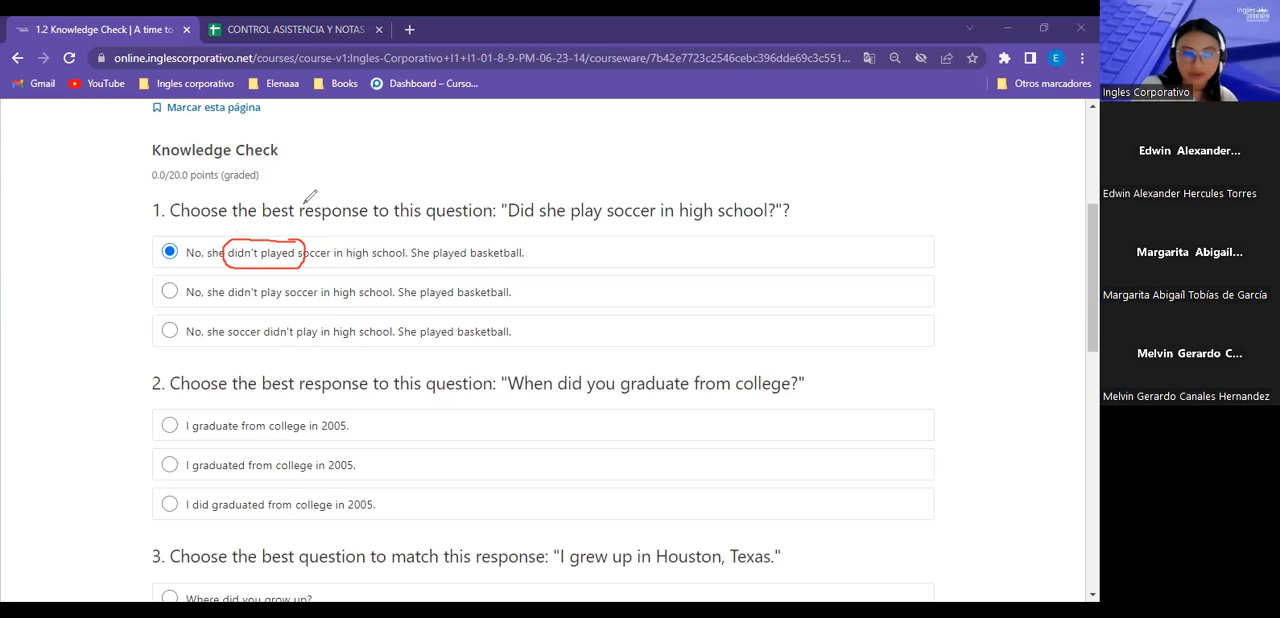 1.2 Knowledge Check | A time to
CONTROL ASISTENCIA Y NOTAS
online.inglescorporativo.net/courses/course-v1:Ingles-Corporativo+I1+I1-01-8-9-PM-06-23-14/courseware/7b42e7723c2546cebc396dde69c3c551...
E
Gmail
YouTube
Ingles corporativo
Elenaaa
Books
Dashboard – Curso...
Otros marcadores
Marcar esta página
Knowledge Check
0.0/20.0 points (graded)
1. Choose the best response to this question: "Did she play soccer in high school?"?
No, she didn't played soccer in high school. She played basketball.
No, she didn't play soccer in high school. She played basketball.
No, she soccer didn't play in high school. She played basketball.
2. Choose the best response to this question: "When did you graduate from college?"
I graduate from college in 2005.
I graduated from college in 2005.
I did graduated from college in 2005.
3. Choose the best question to match this response: "I grew up in Houston, Texas."
Where did you grow up?
Ingles Corporativo
Edwin Alexander...
Edwin Alexander Hercules Torres
Margarita Abigaíl...
Margarita Abigaíl Tobías de García
Melvin Gerardo C...
Melvin Gerardo Canales Hernandez